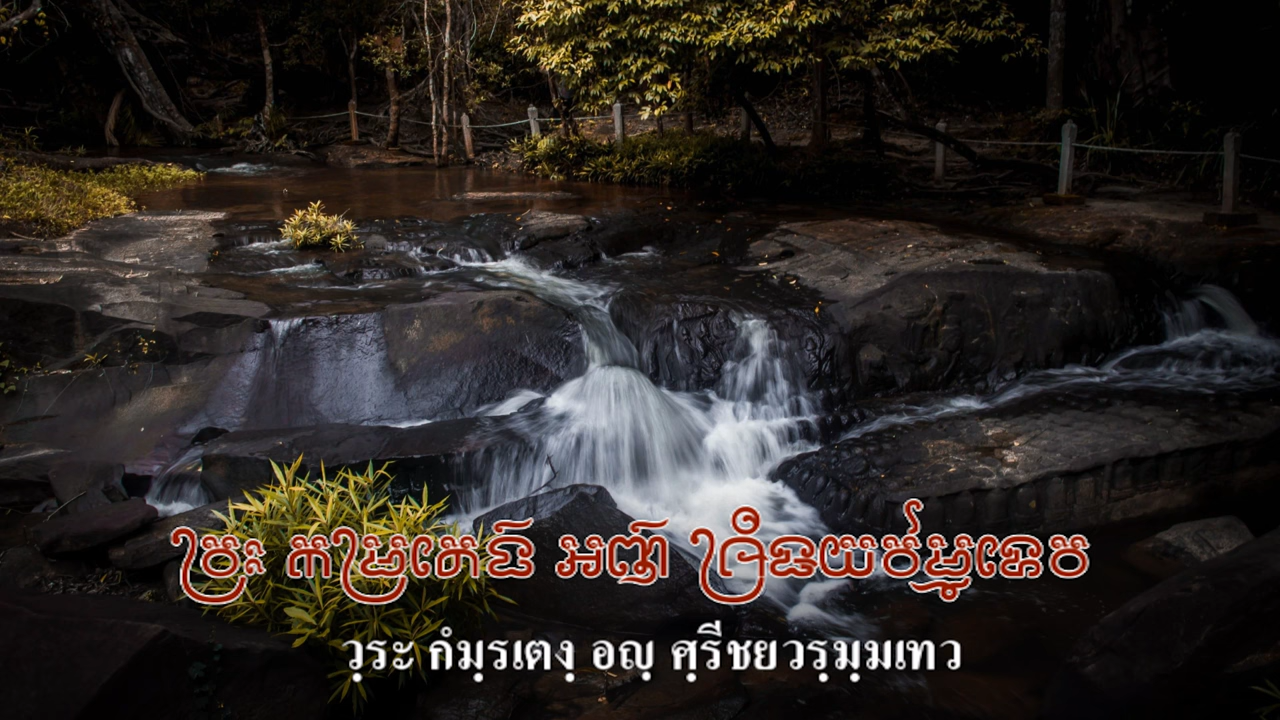 វ្រះ កម្រតេង៑ អញ៑ ឝ្រីជយវម៌្មទេវ
วฺระ กํมฺรเตงฺ อญฺ ศฺรีชยวรฺมฺมเทว